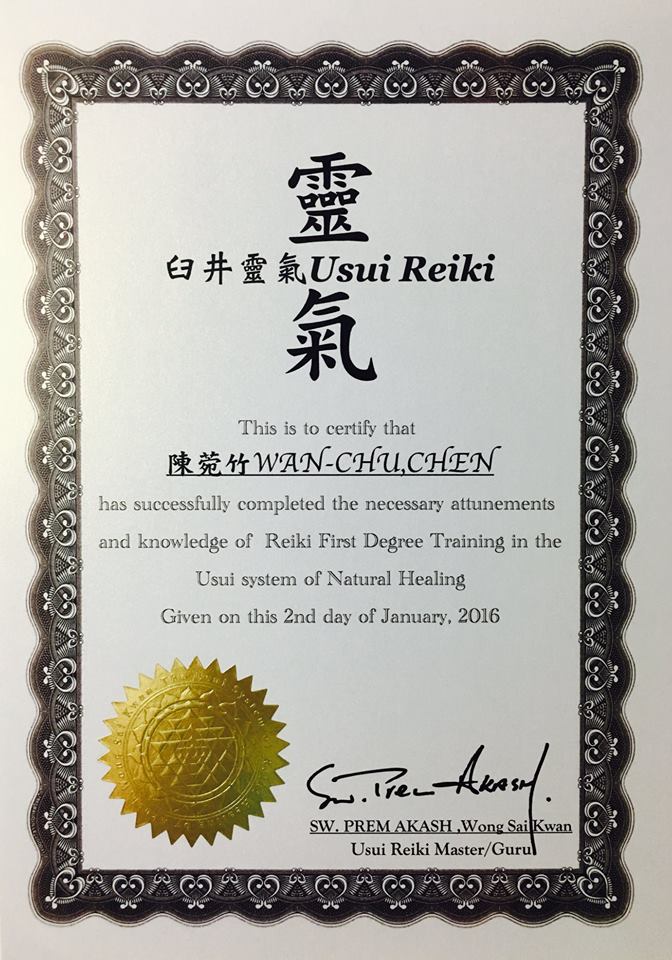 靈
臼井靈氣Usui Reiki
氣
This is to certify that
陳菀竹WAN-CHU,CHEN
has successfully completed the necessary attunements
and knowledge of Reiki First Degree Training in the
Usui system of Natural Healing
Given on this 2nd day of January, 2016
Sw. Prem AKASH.
SW. PREM AKASH ,Wong Sai Kwan
Usui Reiki Master/Guru